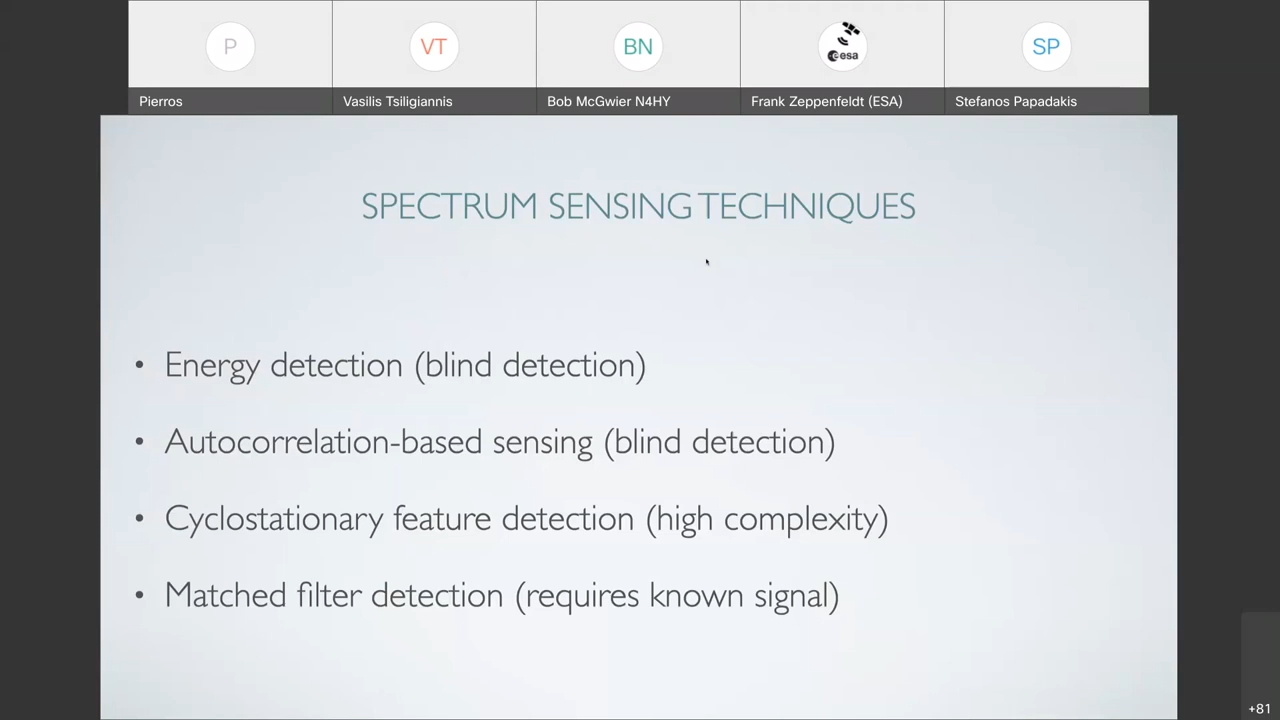 P
VT
BN
esa
SP
Pierros
Vasilis Tsiligiannis
Bob McGwier N4HY
Frank Zeppenfeldt (ESA)
Stefanos Papadakis
SPECTRUM SENSING TECHNIQUES
• Energy detection (blind detection)
• Autocorrelation-based sensing (blind detection)
• Cyclostationary feature detection (high complexity)
• Matched filter detection (requires known signal)
+81